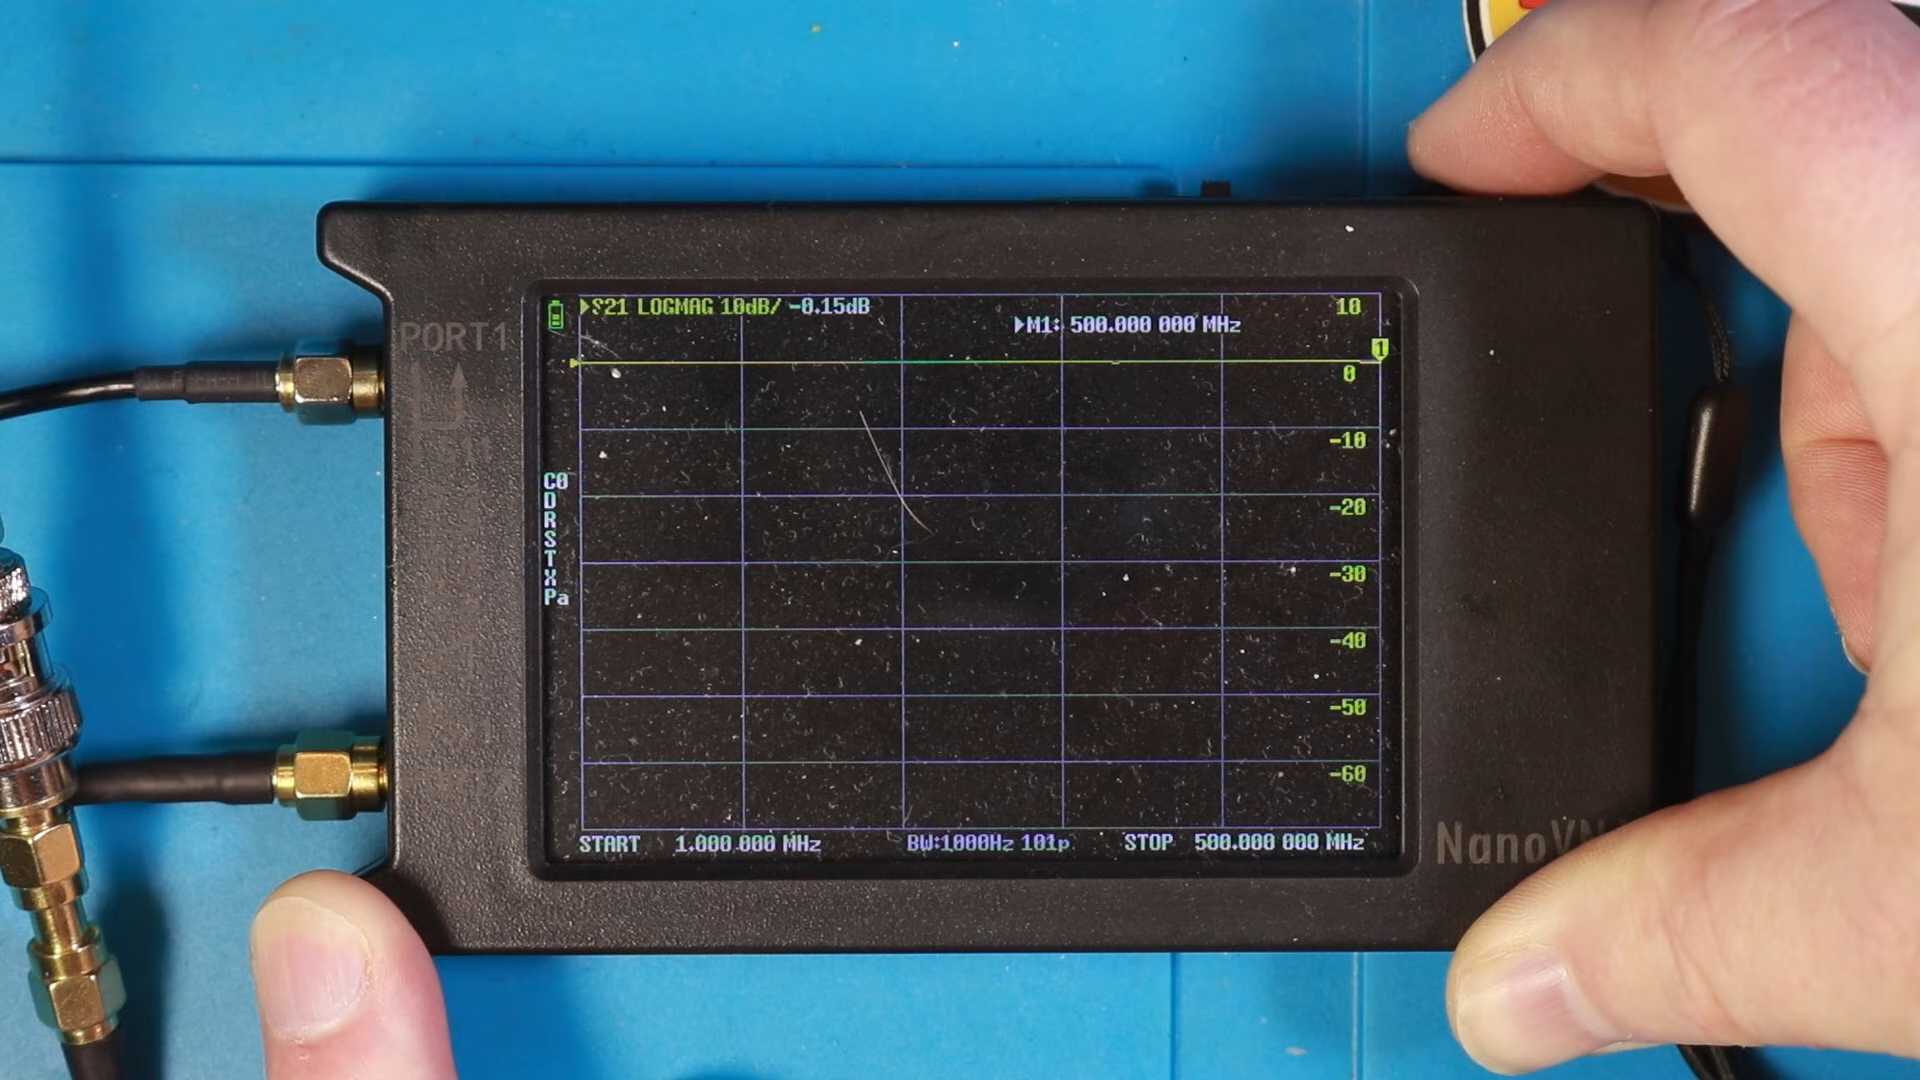 S21 LOGMAG 10dB/ -0.15dB
M1: 500.000 000 MHz
10
1
0
-10
-20
-30
-40
-50
-60
C0
D
R
S
T
X
Pa
START 1.000 000 MHz BW:1000Hz 101p STOP 500.000 000 MHz
PORT1